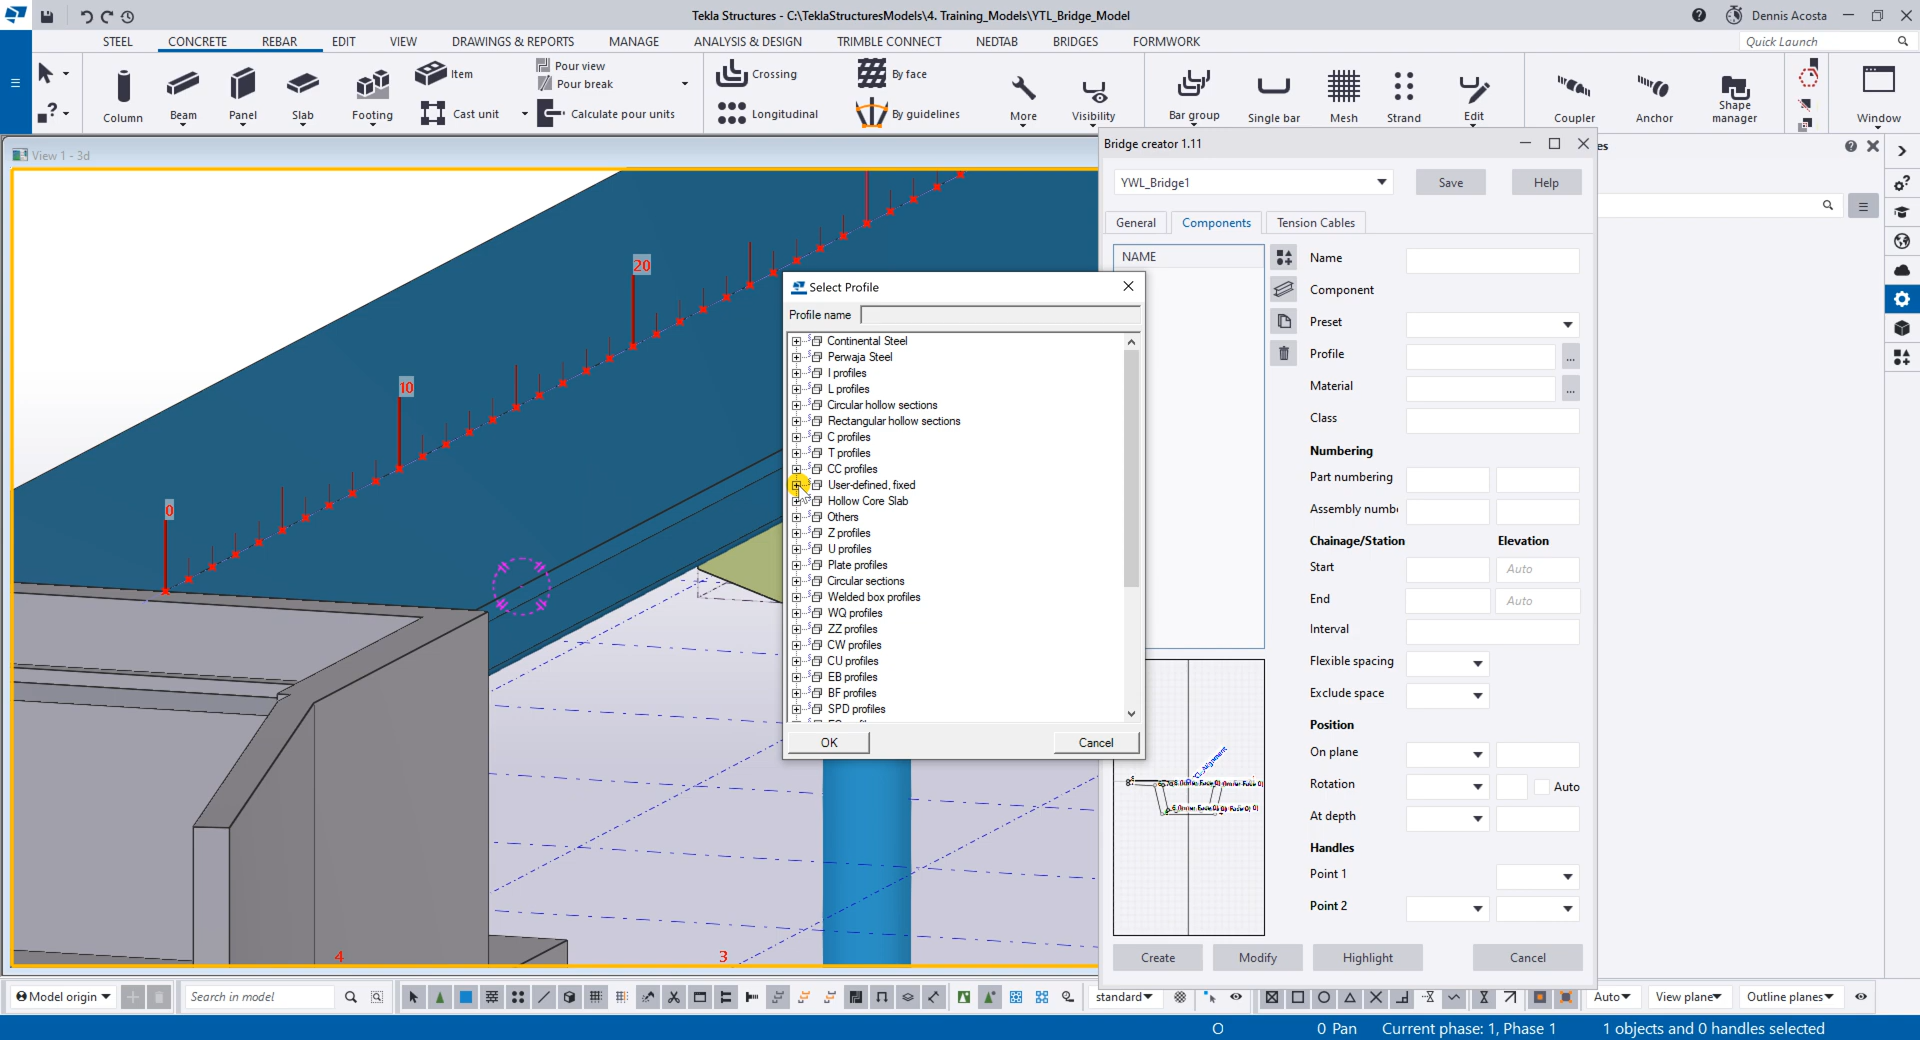 Tekla Structures - C:\TeklaStructuresModels\4. Training_Models\YTL_Bridge_Model
Dennis Acosta
STEEL CONCRETE REBAR EDIT VIEW DRAWINGS & REPORTS MANAGE ANALYSIS & DESIGN TRIMBLE CONNECT NEDTAB BRIDGES FORMWORK
Quick Launch
Column
Beam
Panel
Slab
Footing
Item
Cast unit
Pour view
Pour break
Calculate pour units
Crossing
Longitudinal
By face
By guidelines
More
Visibility
Bar group
Single bar
Mesh
Strand
Edit
Coupler
Anchor
Shape
manager
Window
View 1 - 3d
0
10
20
4
3
Select Profile
Profile name
Continental Steel
Perwaja Steel
I profiles
L profiles
Circular hollow sections
Rectangular hollow sections
C profiles
T profiles
CC profiles
User-defined, fixed
Hollow Core Slab
Others
Z profiles
U profiles
Plate profiles
Circular sections
Welded box profiles
WQ profiles
ZZ profiles
CW profiles
CU profiles
EB profiles
BF profiles
SPD profiles
OK
Cancel
Bridge creator 1.11
es
YWL_Bridge1
Save
Help
General
Components
Tension Cables
NAME
Name
Component
Preset
Profile
...
Material
...
Class
Numbering
Part numbering
Assembly numb
Chainage/Station Elevation
Start Auto
End Auto
Interval
Flexible spacing
Exclude space
Position
On plane
Rotation Auto
At depth
Handles
Point 1
Point 2
Create
Modify
Highlight
Cancel
Model origin
Search in model
standard
Auto
View plane
Outline planes
O 0 Pan Current phase: 1, Phase 1 1 objects and 0 handles selected